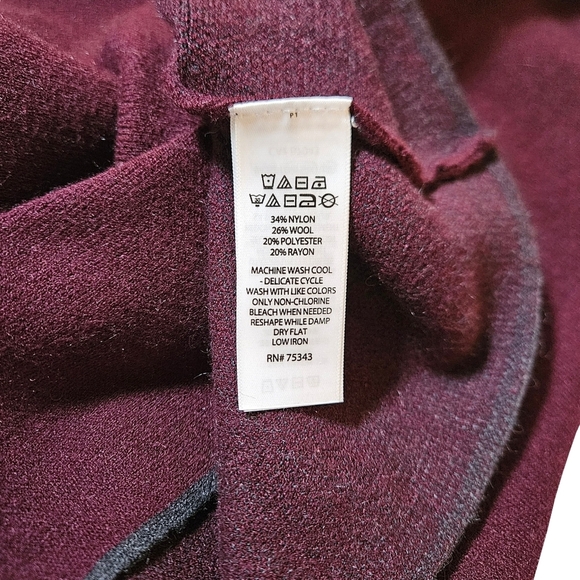 P1
34% NYLON
26% WOOL
20% POLYESTER
20% RAYON
MACHINE WASH COOL
- DELICATE CYCLE
WASH WITH LIKE COLORS
ONLY NON-CHLORINE
BLEACH WHEN NEEDED
RESHAPE WHILE DAMP
DRY FLAT
LOW IRON
RN# 75343